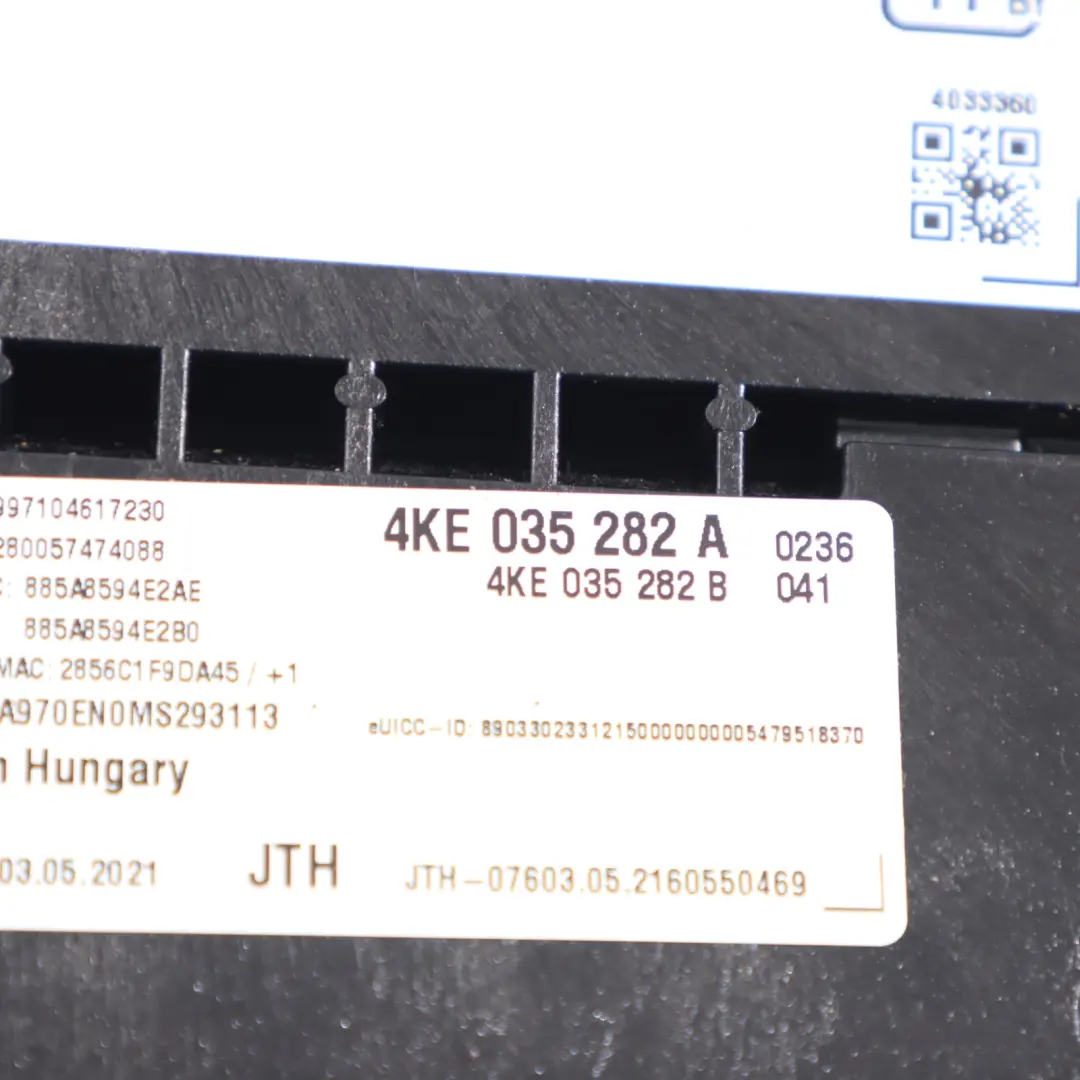 4033360
997104617230
280057474088
C: 885A8594E2AE
885A8594E2B0
MAC: 2856C1F9DA45 / +1
A970EN0MS293113
Hungary
03.05.2021
JTH
4KE 035 282 A 0236
4KE 035 282 B 041
eUICC-ID: 89033023312150000000005479518370
JTH-07603.05.2160550469